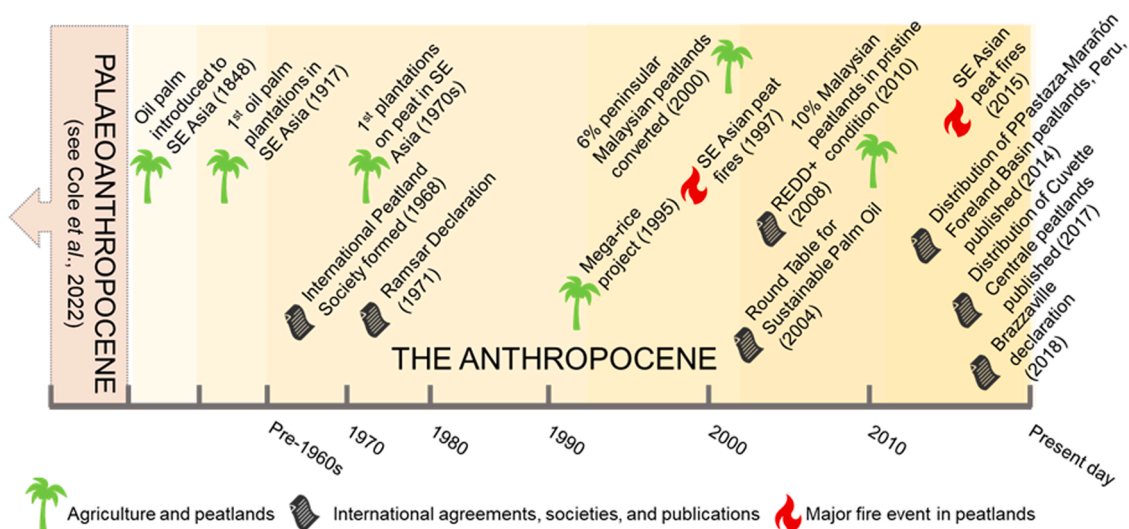 PALAEOANTHROPOCENE
(see Cole et al., 2022)
Oil palm
introduced to
SE Asia (1848)
1st oil palm
plantations in
SE Asia (1917)
1st plantations
on peat in SE
Asia (1970s)
International Peatland
Society formed (1968)
Ramsar Declaration
(1971)
6% peninsular
Malaysian peatlands
converted (2000)
Mega-rice
project (1995)
SE Asian peat
fires (1997)
10% Malaysian
peatlands in pristine
condition (2010)
REDD+
(2008)
Round Table for
Sustainable Palm Oil
(2004)
SE Asian
peat fires
(2015)
Distribution of PPastaza-Marañón
Foreland Basin peatlands, Peru,
published (2014)
Distribution of Cuvette
Centrale peatlands
published (2017)
Brazzaville
declaration
(2018)
THE ANTHROPOCENE
Pre-1960s
1970
1980
1990
2000
2010
Present day
Agriculture and peatlands
International agreements, societies, and publications
Major fire event in peatlands